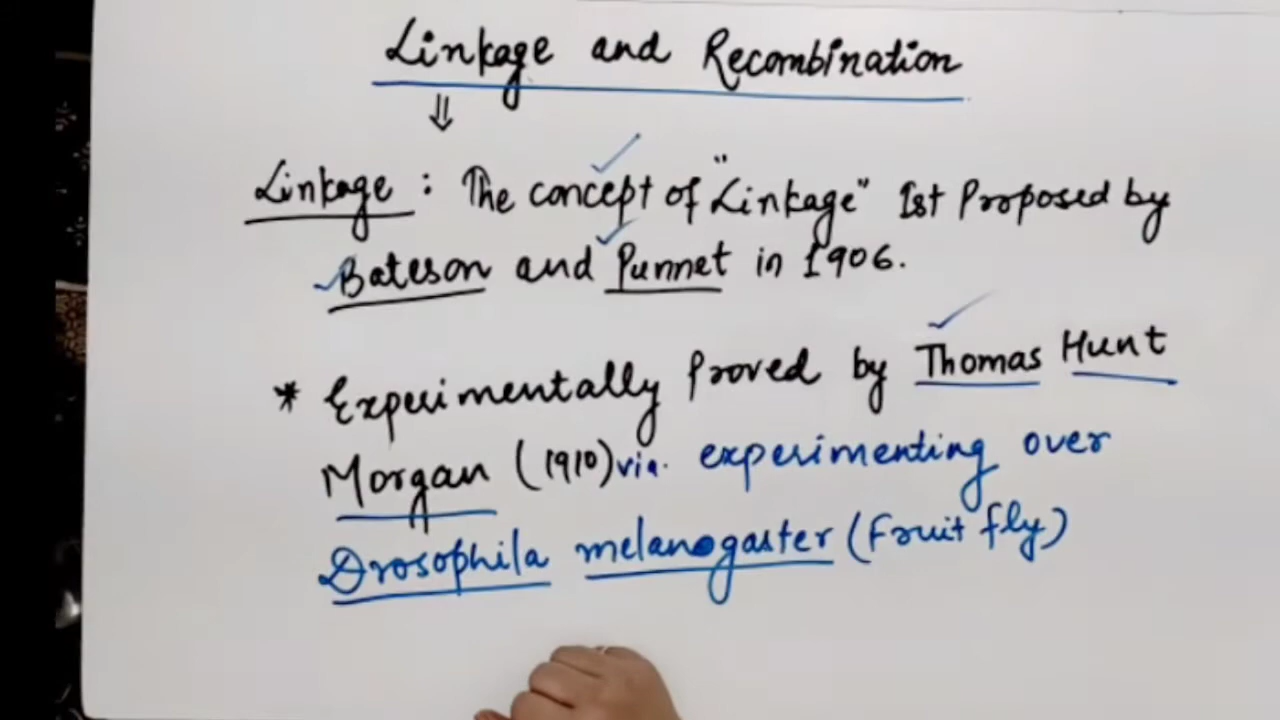 Linkage and Recombination
⇓
Linkage : The concept of "Linkage" 1st Proposed by
Bateson and Punnet in 1906.
* Experimentally Proved by Thomas Hunt
Morgan (1910) via. experimenting over
Drosophila melanogaster (Fruit fly)